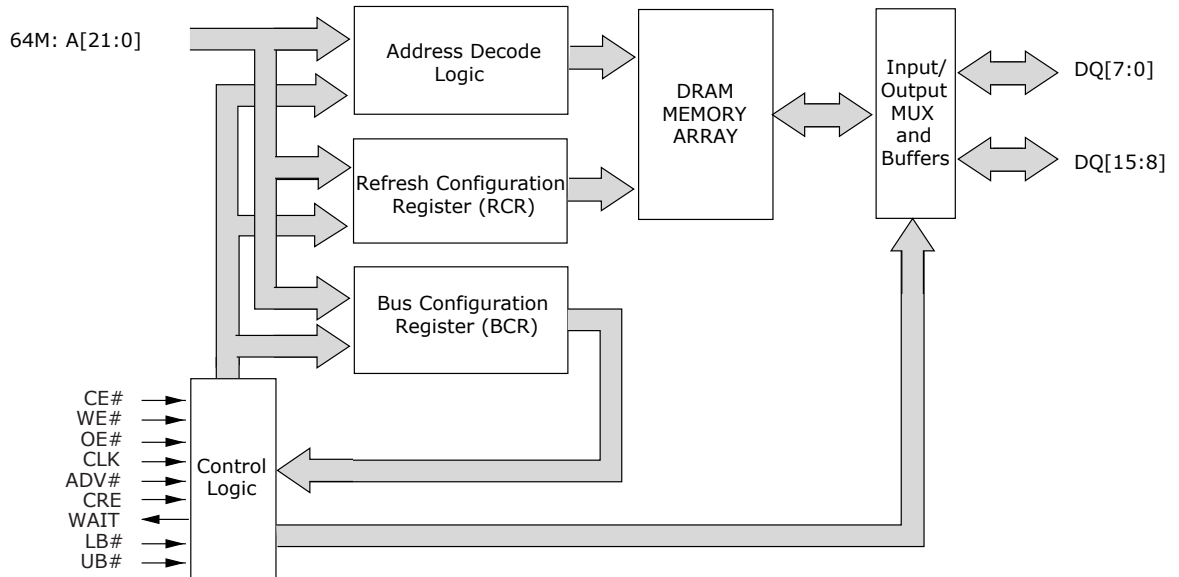 64M: A[21:0]
Address Decode
Logic
DRAM
MEMORY
ARRAY
Input/
Output
MUX
and
Buffers
DQ[7:0]
DQ[15:8]
Refresh Configuration
Register (RCR)
Bus Configuration
Register (BCR)
CE#
WE#
OE#
CLK
ADV#
CRE
WAIT
LB#
UB#
Control
Logic